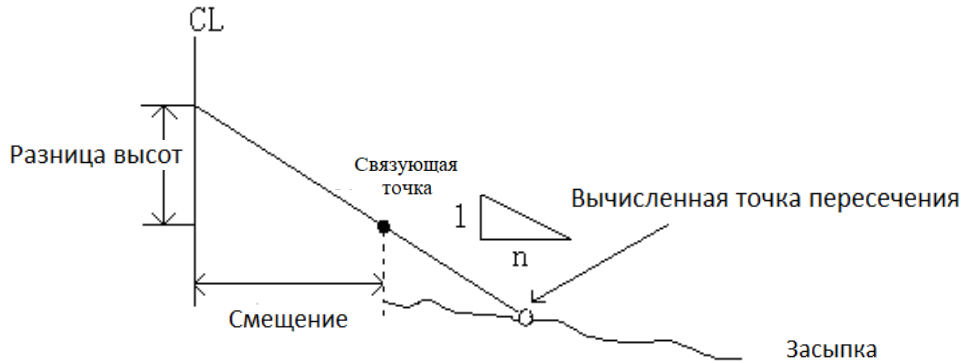 CL
Разница высот
Связующая
точка
1
n
Вычисленная точка пересечения
Смещение
Засыпка